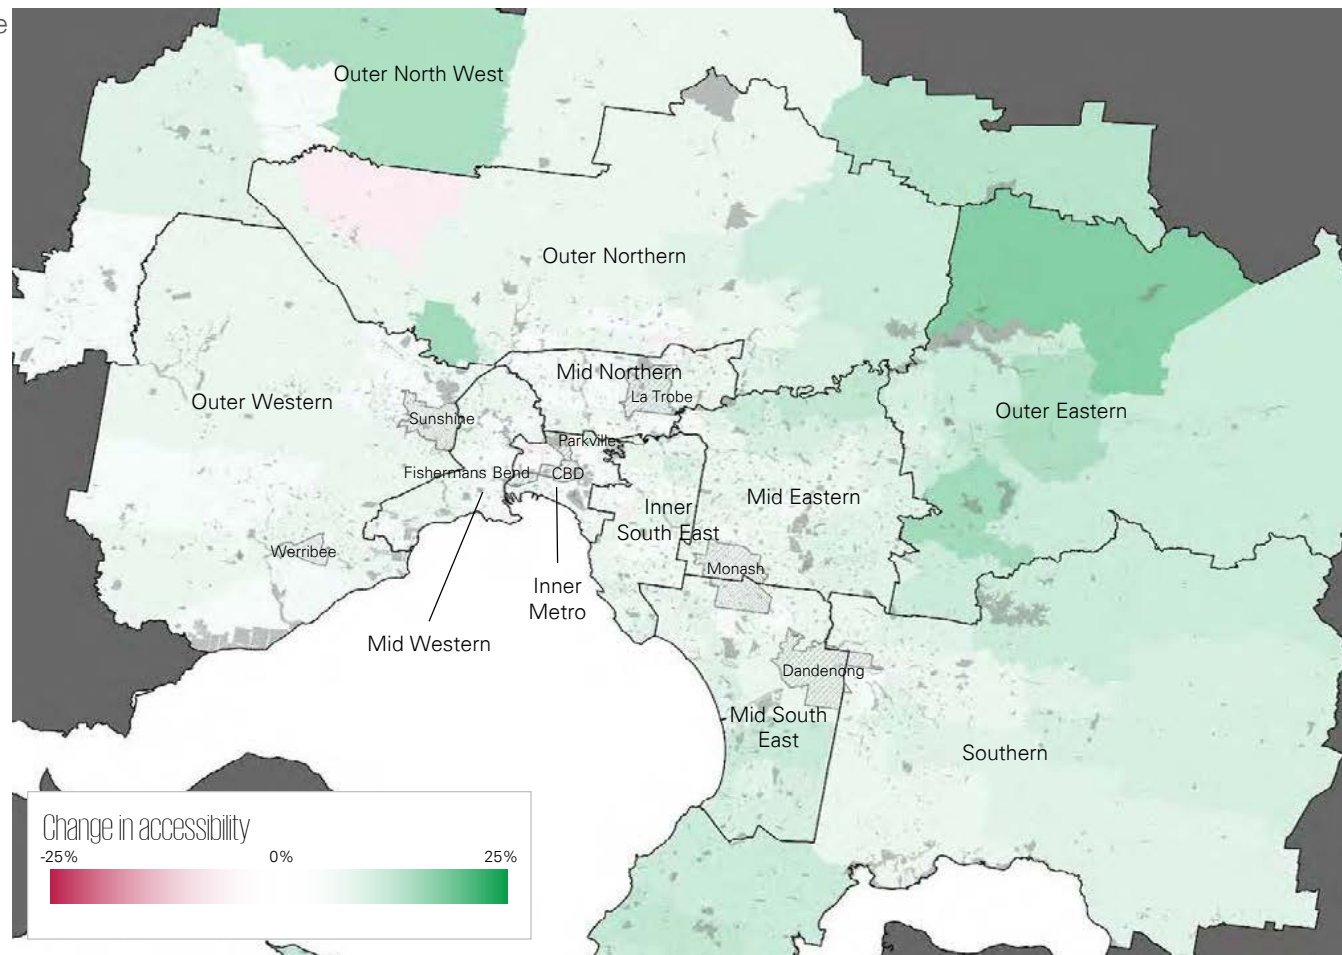 e
Outer North West
Outer Northern
Mid Northern
La Trobe
Outer Western
Sunshine
Outer Eastern
Parkville
Fishermans Bend
CBD
Mid Eastern
Inner
South East
Werribee
Monash
Inner
Metro
Mid Western
Dandenong
Mid South
East
Southern
Change in accessibility
-25%
0%
25%